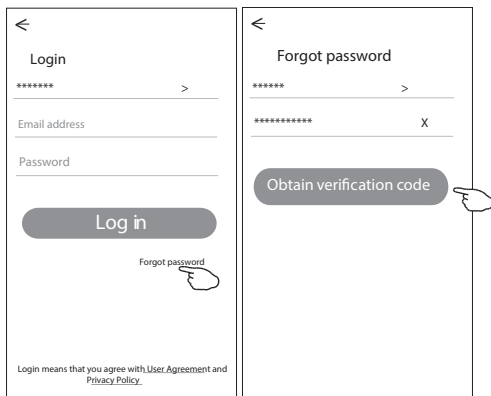 Login
******* >
Email address
Password
Log in
Forgot password
Login means that you agree with User Agreement and
Privacy Policy
Forgot password
****** >
*********** X
Obtain verification code